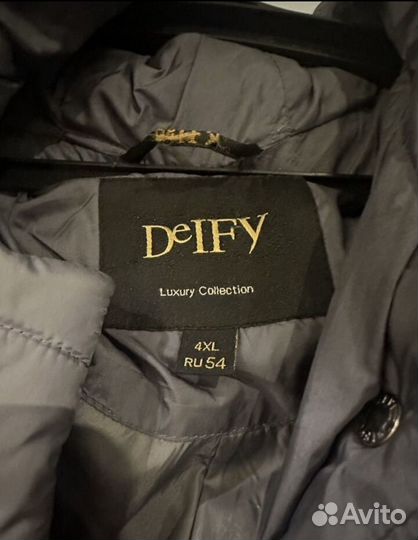 DeIFY
Luxury Collection
4XL
RU 54
Avito